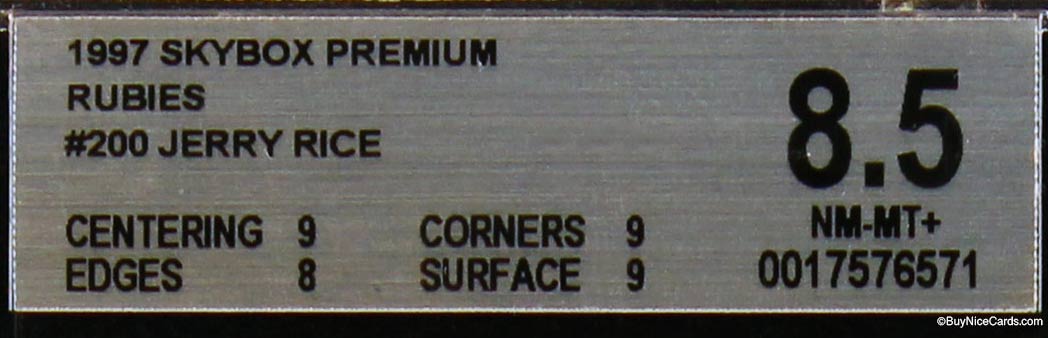 1997 SKYBOX PREMIUM
RUBIES
#200 JERRY RICE
8.5
NM-MT+
0017576571
CENTERING 9 CORNERS 9
EDGES 8 SURFACE 9
©BuyNiceCards.com